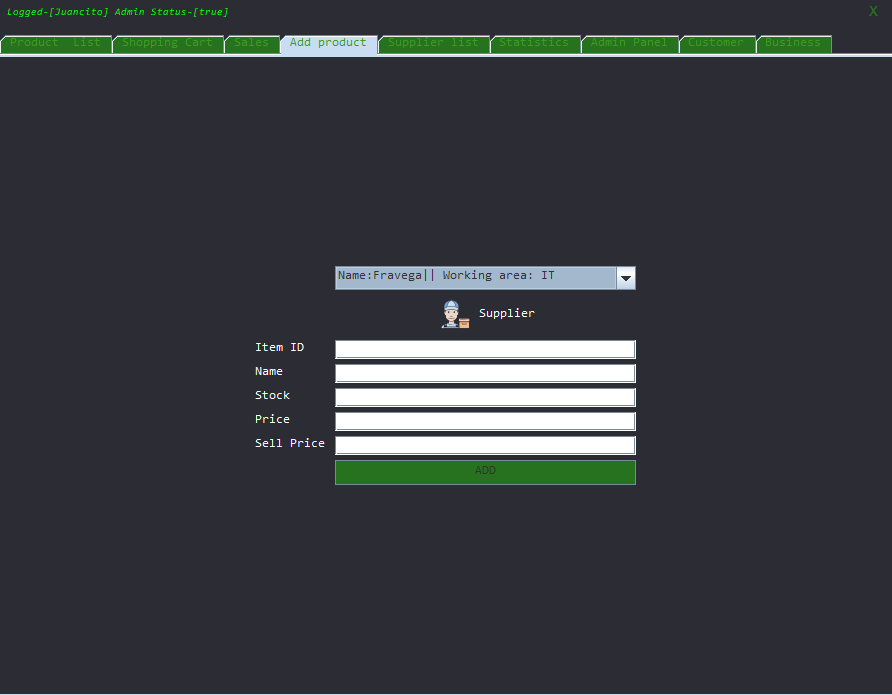 Logged-[Juancito] Admin Status-[true] X
Product List Shopping Cart Sales Add product Supplier list Statistics Admin Panel Customer Business
Name:Fravega|| Working area: IT
Supplier
Item ID
Name
Stock
Price
Sell Price
ADD